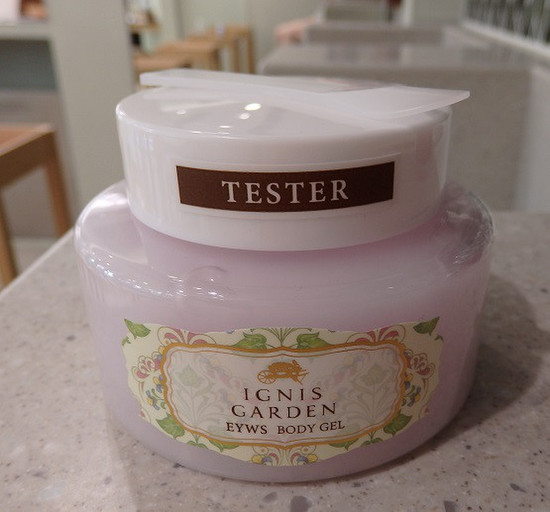 TESTER
IGNIS
GARDEN
EYWS BODY GEL